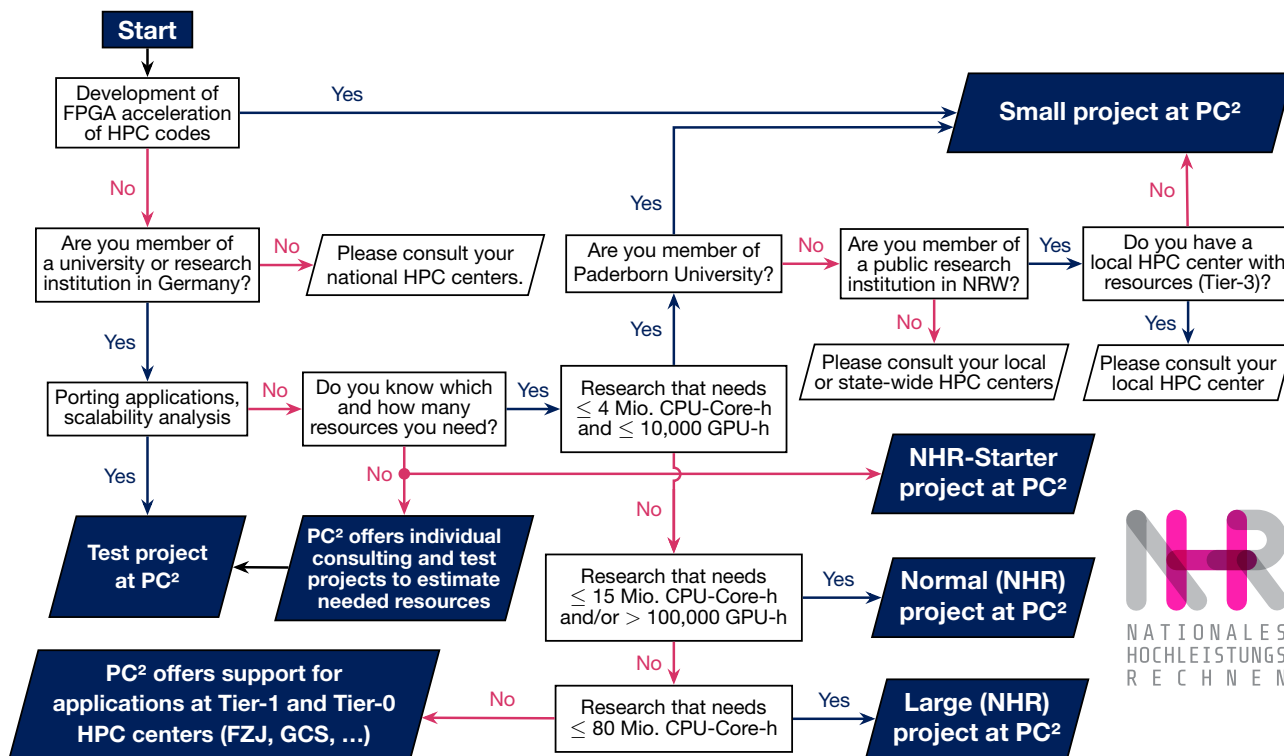 Start
Development of
FPGA acceleration
of HPC codes
Yes
Small project at PC²
No
Yes
No
Are you member of
a university or research
institution in Germany?
No
Please consult your
national HPC centers.
Are you member of
Paderborn University?
No
Are you member of
a public research
institution in NRW?
Yes
Do you have a
local HPC center with
resources (Tier-3)?
Yes
No
Yes
Please consult your local
or state-wide HPC centers
Please consult your
local HPC center
Porting applications,
scalability analysis
No
Do you know which
and how many
resources you need?
Yes
Research that needs
≤ 4 Mio. CPU-Core-h
and ≤ 10,000 GPU-h
Yes
No
NHR-Starter
project at PC²
No
Test project
at PC²
PC² offers individual
consulting and test
projects to estimate
needed resources
Research that needs
≤ 15 Mio. CPU-Core-h
and/or > 100,000 GPU-h
Yes
Normal (NHR)
project at PC²
NHR
NATIONALES
HOCHLEISTUNGS
RECHNEN
No
PC² offers support for
applications at Tier-1 and Tier-0
HPC centers (FZJ, GCS, ...)
No
Research that needs
≤ 80 Mio. CPU-Core-h
Yes
Large (NHR)
project at PC²